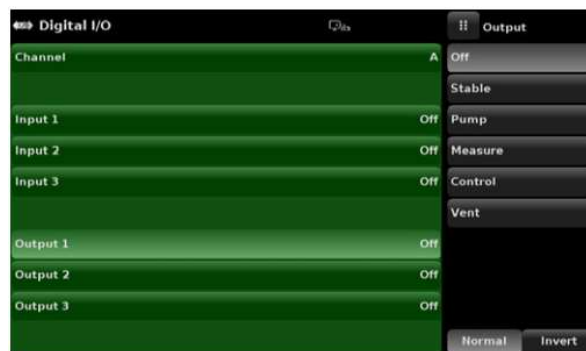 Digital I/O
Channel A
Input 1 Off
Input 2 Off
Input 3 Off
Output 1 Off
Output 2 Off
Output 3 Off
Output
Off
Stable
Pump
Measure
Control
Vent
Normal Invert